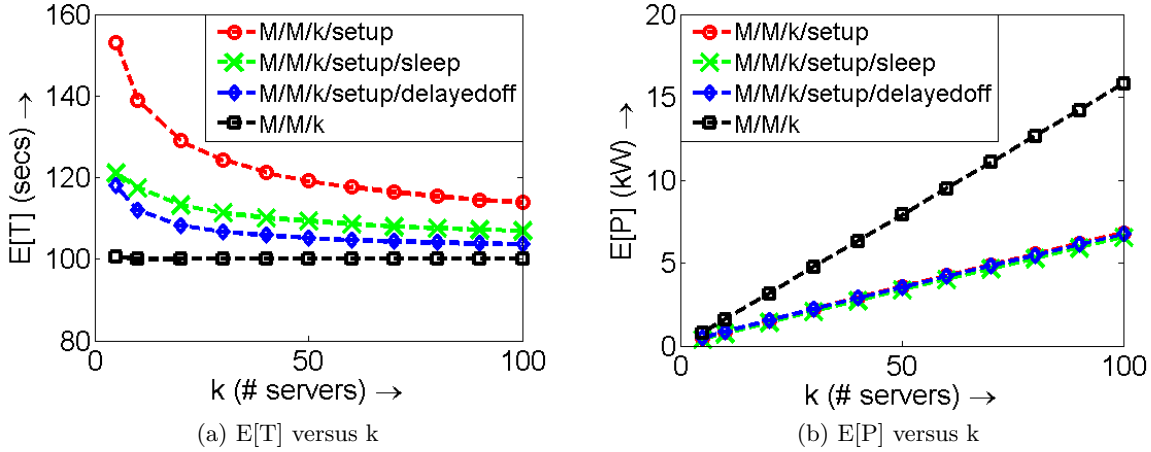 160
140
120
100
80
E[T] (secs) →
M/M/k/setup
M/M/k/setup/sleep
M/M/k/setup/delayedoff
M/M/k
0
50
100
k (# servers) →
(a) E[T] versus k
20
15
10
5
0
E[P] (kW) →
M/M/k/setup
M/M/k/setup/sleep
M/M/k/setup/delayedoff
M/M/k
0
50
100
k (# servers) →
(b) E[P] versus k